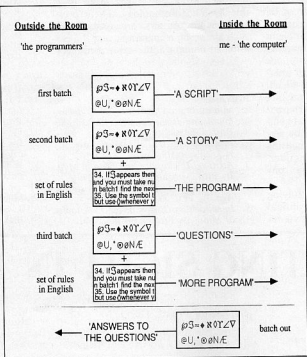 Outside the Room
Inside the Room
'the programmers'
me - 'the computer'
first batch
℘ℑ≈♦ℵ◊ϒ∠∇
@U,*⊗øNÆ
'A SCRIPT'
second batch
℘ℑ≈♦ℵ◊ϒ∠∇
@U,*⊗øNÆ
'A STORY'
+
set of rules
in English
34. If ℑ appears then
and you must take nu
n batch1 find the nex
35. Use the symbol t
but use ◊ whenever y
'THE PROGRAM'
+
third batch
℘ℑ≈♦ℵ◊ϒ∠∇
@U,*⊗øNÆ
'QUESTIONS'
+
set of rules
in English
34. If ℑ appears then
and you must take nu
n batch1 find the nex
35. Use the symbol t
but use ◊ whenever y
'MORE PROGRAM'
'ANSWERS TO
THE QUESTIONS'
℘ℑ≈♦ℵ◊ϒ∠∇
@U,*⊗øNÆ
batch out